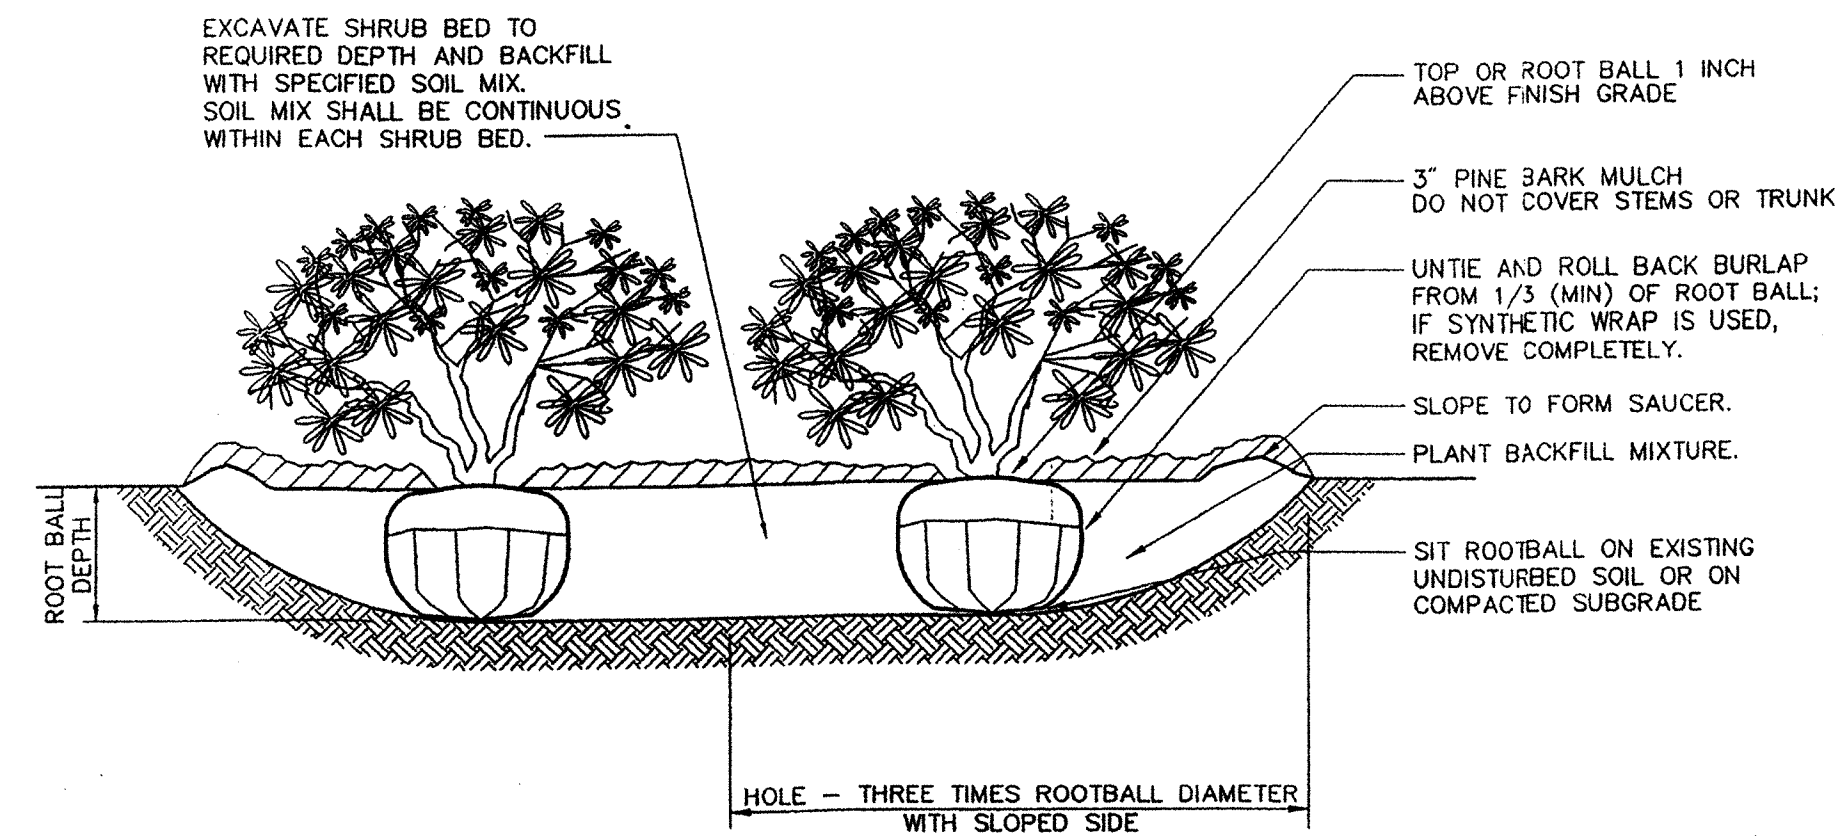 EXCAVATE SHRUB BED TO
REQUIRED DEPTH AND BACKFILL
WITH SPECIFIED SOIL MIX.
SOIL MIX SHALL BE CONTINUOUS
WITHIN EACH SHRUB BED.
TOP OR ROOT BALL 1 INCH
ABOVE FINISH GRADE
3" PINE BARK MULCH
DO NOT COVER STEMS OR TRUNK
UNTIE AND ROLL BACK BURLAP
FROM 1/3 (MIN) OF ROOT BALL;
IF SYNTHETIC WRAP IS USED,
REMOVE COMPLETELY.
SLOPE TO FORM SAUCER.
PLANT BACKFILL MIXTURE.
SIT ROOTBALL ON EXISTING
UNDISTURBED SOIL OR ON
COMPACTED SUBGRADE
ROOT BALL
DEPTH
HOLE - THREE TIMES ROOTBALL DIAMETER
WITH SLOPED SIDE